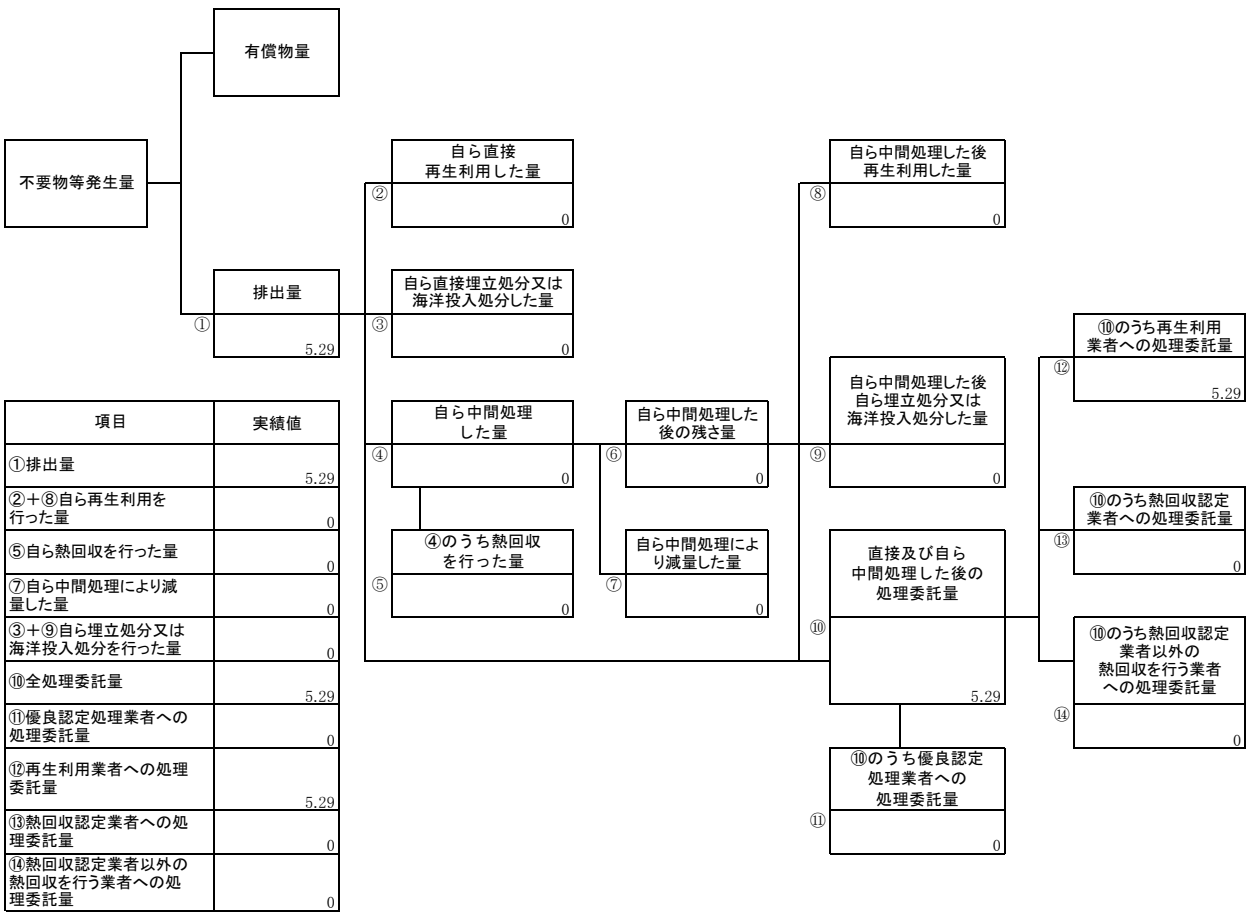 有償物量
不要物等発生量
自ら直接
再生利用した量
②
0
自ら中間処理した後
再生利用した量
⑧
0
排出量
①
5.29
自ら直接埋立処分又は
海洋投入処分した量
③
0
⑩のうち再生利用
業者への処理委託量
⑫
5.29
自ら中間処理
した量
④
0
自ら中間処理した
後の残さ量
⑥
0
自ら中間処理した後
自ら埋立処分又は
海洋投入処分した量
⑨
0
⑩のうち熱回収認定
業者への処理委託量
⑬
0
④のうち熱回収
を行った量
⑤
0
自ら中間処理によ
り減量した量
⑦
0
直接及び自ら
中間処理した後の
処理委託量
⑩
5.29
⑩のうち熱回収認定
業者以外の
熱回収を行う業者
への処理委託量
⑭
0
⑩のうち優良認定
処理業者への
処理委託量
⑪
0
項目 実績値
①排出量
5.29
②+⑧自ら再生利用を
行った量
0
⑤自ら熱回収を行った量
0
⑦自ら中間処理により減
量した量
0
③+⑨自ら埋立処分又は
海洋投入処分を行った量
0
⑩全処理委託量
5.29
⑪優良認定処理業者への
処理委託量
0
⑫再生利用業者への処理
委託量
5.29
⑬熱回収認定業者への処
理委託量
0
⑭熱回収認定業者以外の
熱回収を行う業者への処
理委託量
0